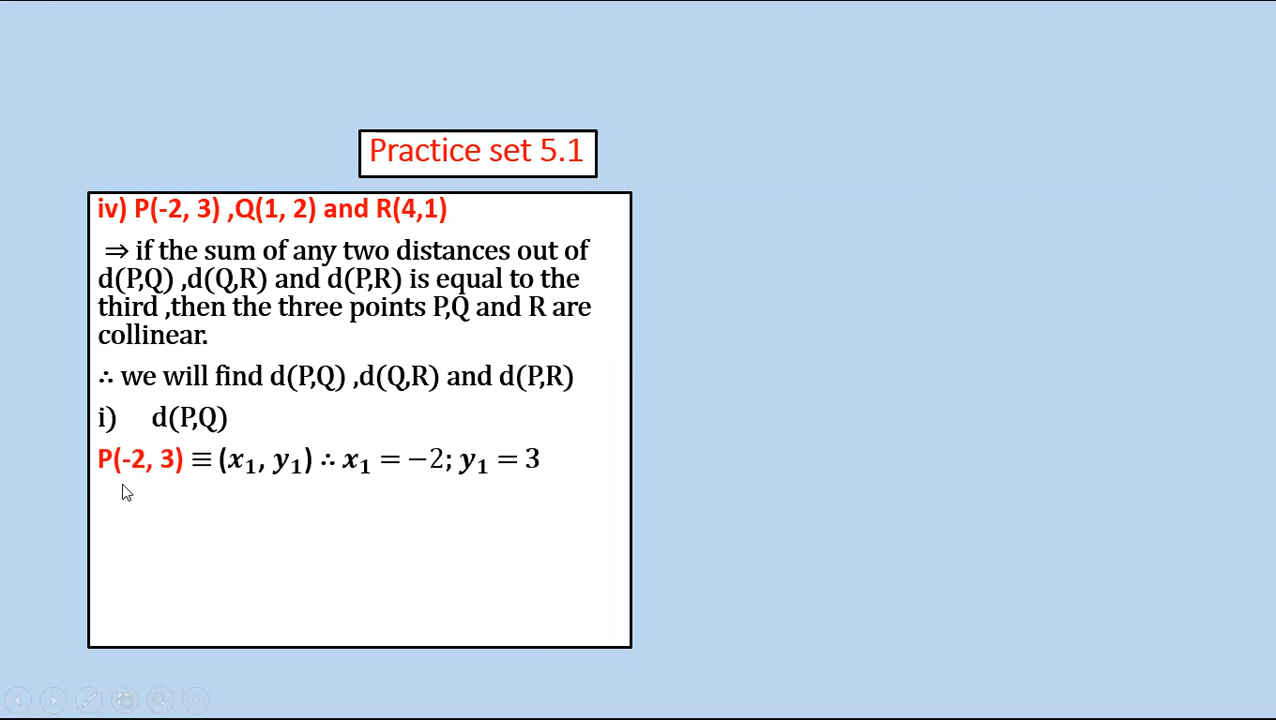 Practice set 5.1
iv) P(-2, 3) ,Q(1, 2) and R(4,1)
⇒ if the sum of any two distances out of
d(P,Q) ,d(Q,R) and d(P,R) is equal to the
third ,then the three points P,Q and R are
collinear.
∴ we will find d(P,Q) ,d(Q,R) and d(P,R)
i) d(P,Q)
P(-2, 3) ≡ (x₁, y₁) ∴ x₁ = −2; y₁ = 3